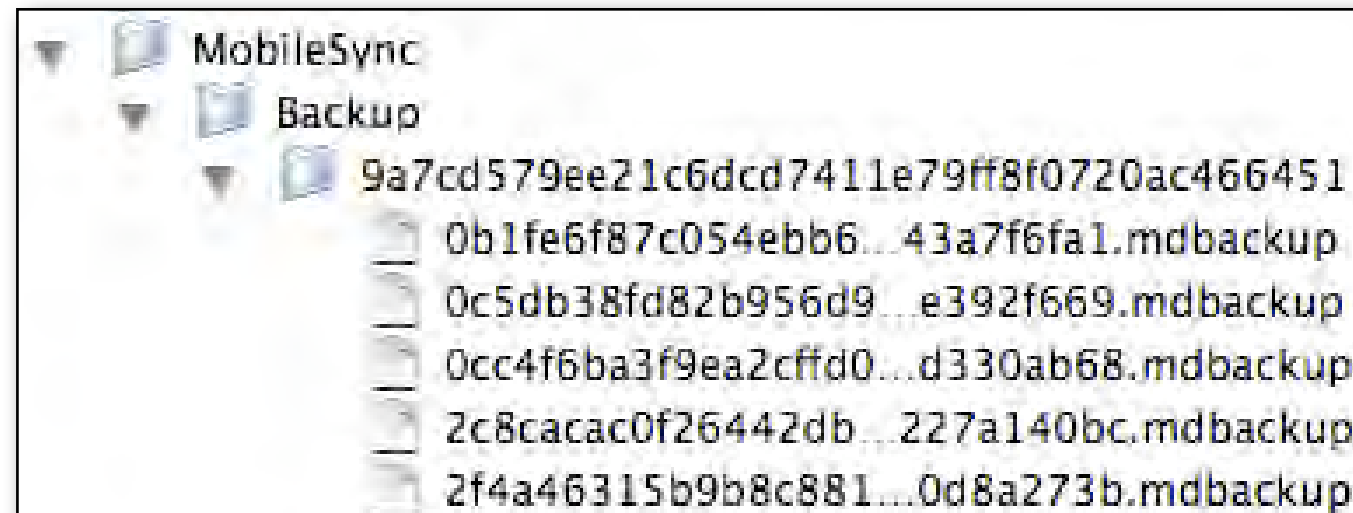 MobileSync
Backup
9a7cd579ee21c6dcd7411e79ff8f0720ac466451
0b1fe6f87c054ebb6...43a7f6fa1.mdbackup
0c5db38fd82b956d9...e392f669.mdbackup
0cc4f6ba3f9ea2cffd0...d330ab68.mdbackup
2c8cacac0f26442db...227a140bc.mdbackup
2f4a46315b9b8c881...0d8a273b.mdbackup